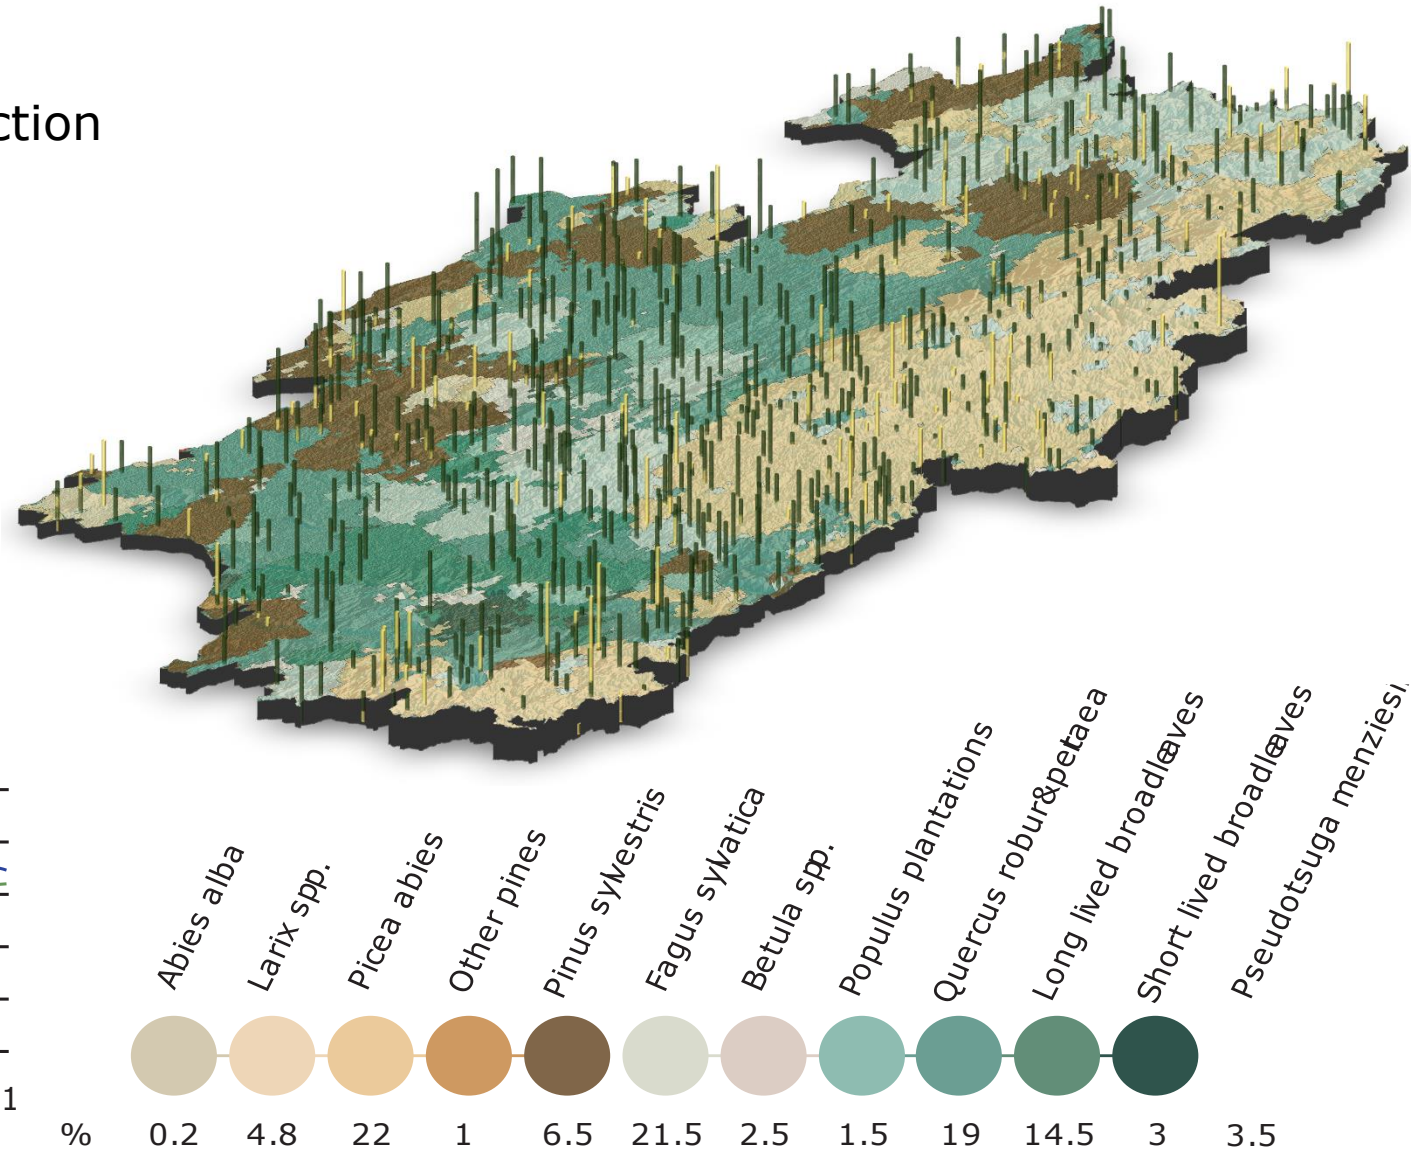 ction
Abies alba
Larix spp.
Picea abies
Other pines
Pinus sylvestris
Fagus sylvatica
Betula spp.
Populus plantations
Quercus robur&petraea
Long lived broadleaves
Short lived broadleaves
Pseudotsuga menziesi
1
% 0.2 4.8 22 1 6.5 21.5 2.5 1.5 19 14.5 3 3.5